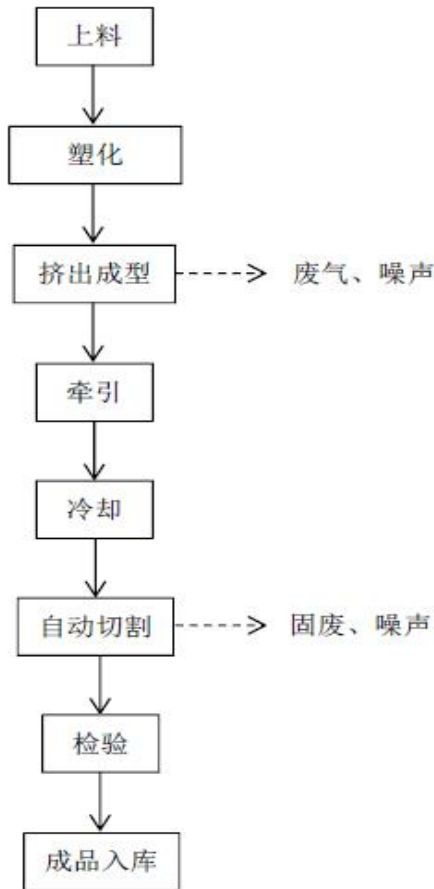 上料
塑化
挤出成型
废气、噪声
牵引
冷却
自动切割
固废、噪声
检验
成品入库